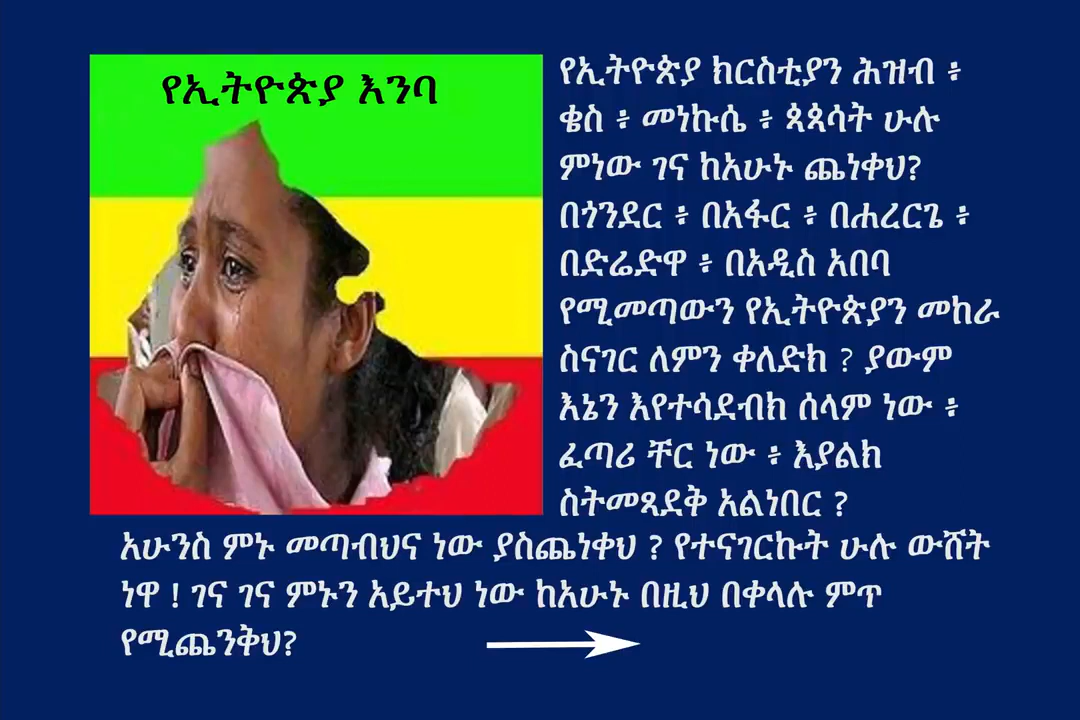 የኢትዮጵያ እንባ
የኢትዮጵያ ክርስቲያን ሕዝብ ፥
ቄስ ፥ መነኩሴ ፥ ጳጳሳት ሁሉ
ምነው ገና ከአሁኑ ጨነቀህ?
በጎንደር ፥ በአፋር ፥ በሐረርጌ ፥
በድሬድዋ ፥ በአዲስ አበባ
የሚመጣውን የኢትዮጵያን መከራ
ስናገር ለምን ቀለድክ ? ያውም
እኔን እየተሳደብክ ሰላም ነው ፥
ፈጣሪ ቸር ነው ፥ እያልክ
ስትመጻደቅ አልነበር ?
አሁንስ ምኑ መጣብህና ነው ያስጨነቀህ ? የተናገርኩት ሁሉ ውሸት
ነዋ ! ገና ገና ምኑን አይተህ ነው ከአሁኑ በዚህ በቀላሉ ምጥ
የሚጨንቅህ?